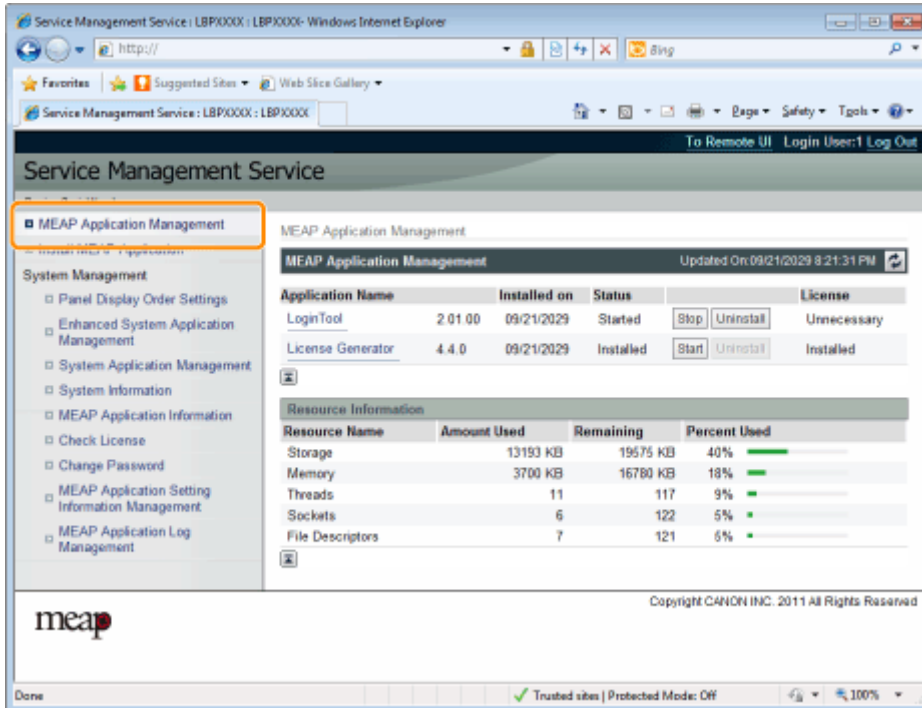 Service Management Service : LBPXXXX : LBPXXXX- Windows Internet Explorer
http://
Bing
Favorites Suggested Sites Web Slice Gallery
Service Management Service : LBPXXXX : LBPXXXX
Page Safety Tools
To Remote UI Login User:1 Log Out
Service Management Service
MEAP Application Management
Install MEAP Application
System Management
Panel Display Order Settings
Enhanced System Application
Management
System Application Management
System Information
MEAP Application Information
Check License
Change Password
MEAP Application Setting
Information Management
MEAP Application Log
Management
MEAP Application Management
MEAP Application Management Updated On:09/21/2029 8:21:31 PM
Application Name Installed on Status License
LoginTool 2.01.00 09/21/2029 Started Stop Uninstall Unnecessary
License Generator 4.4.0 09/21/2029 Installed Start Uninstall Installed
Resource Information
Resource Name Amount Used Remaining Percent Used
Storage 13193 KB 19575 KB 40%
Memory 3700 KB 16780 KB 18%
Threads 11 117 9%
Sockets 6 122 5%
File Descriptors 7 121 6%
Copyright CANON INC. 2011 All Rights Reserved
meap
Done Trusted sites | Protected Mode: Off 100%